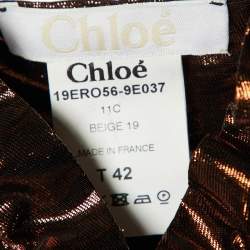 Chloé
Chloé
19ERO56-9E037
11C
BEIGE 19
MADE IN FRANCE
T 42